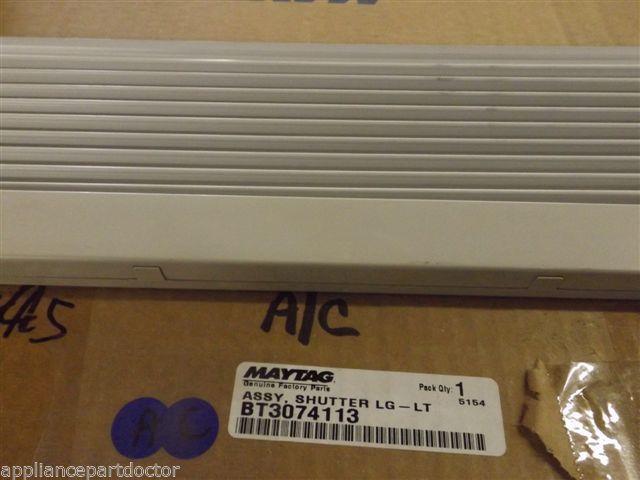 A/C
MAYTAG
Genuine Factory Parts
Pack Qty: 1
5154
ASSY, SHUTTER LG-LT
BT3074113
A C
© appliancepartdoctor